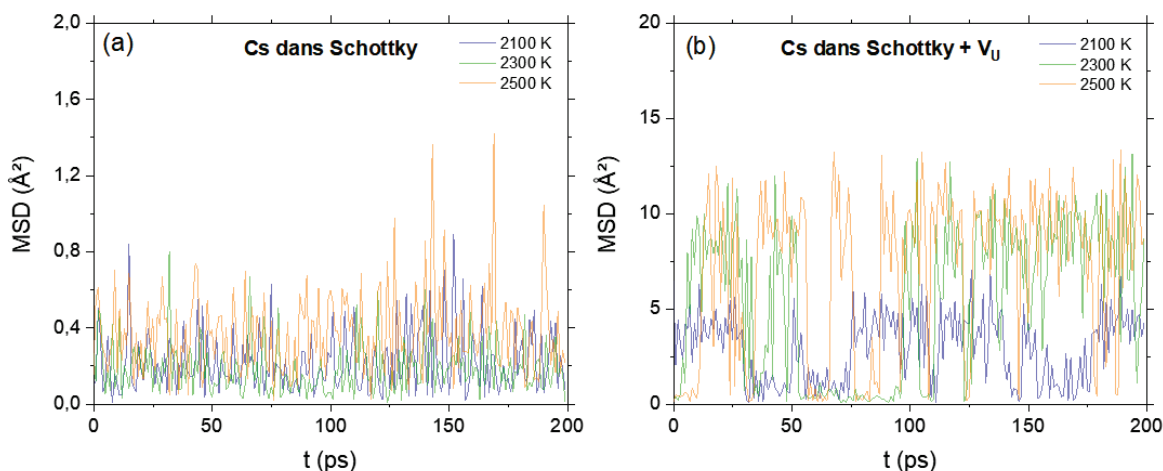 (a)
Cs dans Schottky
2100 K
2300 K
2500 K
MSD (Å²)
2,0
1,6
1,2
0,8
0,4
0,0
0
50
100
150
200
t (ps)
(b)
Cs dans Schottky + V_U
2100 K
2300 K
2500 K
MSD (Å²)
20
15
10
5
0
0
50
100
150
200
t (ps)